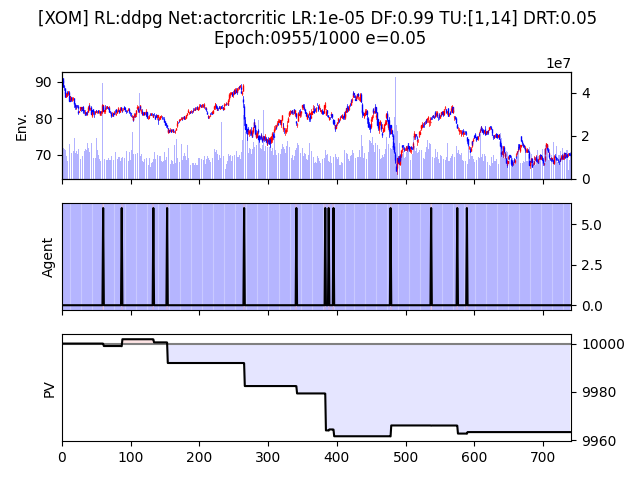 [XOM] RL:ddpg Net:actorcritic LR:1e-05 DF:0.99 TU:[1,14] DRT:0.05
Epoch:0955/1000 e=0.05
1e7
90
80
70
Env.
4
2
0
Agent
5.0
2.5
0.0
PV
10000
9980
9960
0 100 200 300 400 500 600 700